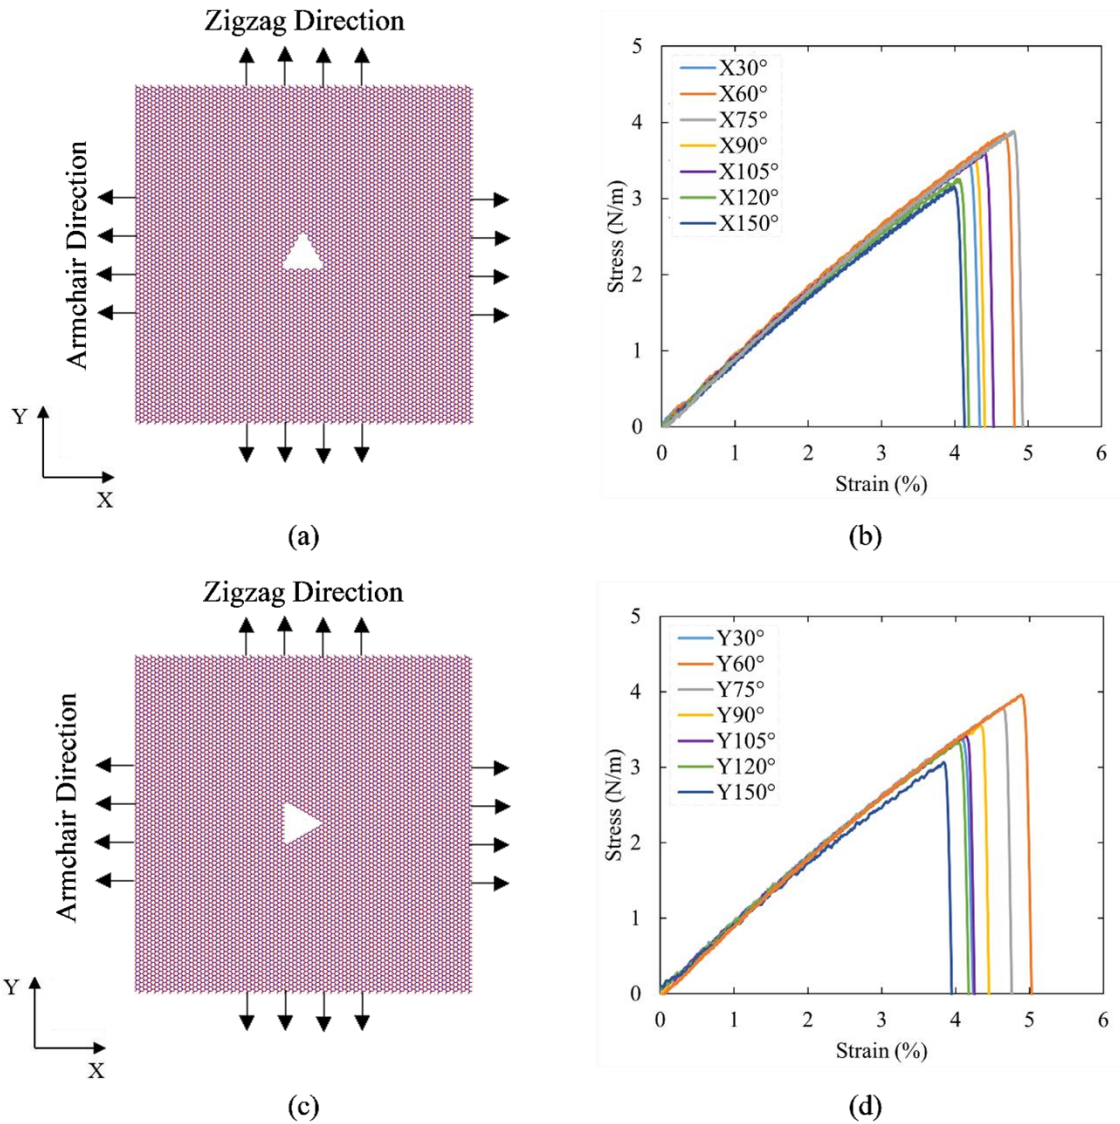 Zigzag Direction
Armchair Direction
Y
X
(a)
5
4
3
2
1
0
Stress (N/m)
X30°
X60°
X75°
X90°
X105°
X120°
X150°
0 1 2 3 4 5 6
Strain (%)
(b)
Zigzag Direction
Armchair Direction
Y
X
(c)
5
4
3
2
1
0
Stress (N/m)
Y30°
Y60°
Y75°
Y90°
Y105°
Y120°
Y150°
0 1 2 3 4 5 6
Strain (%)
(d)